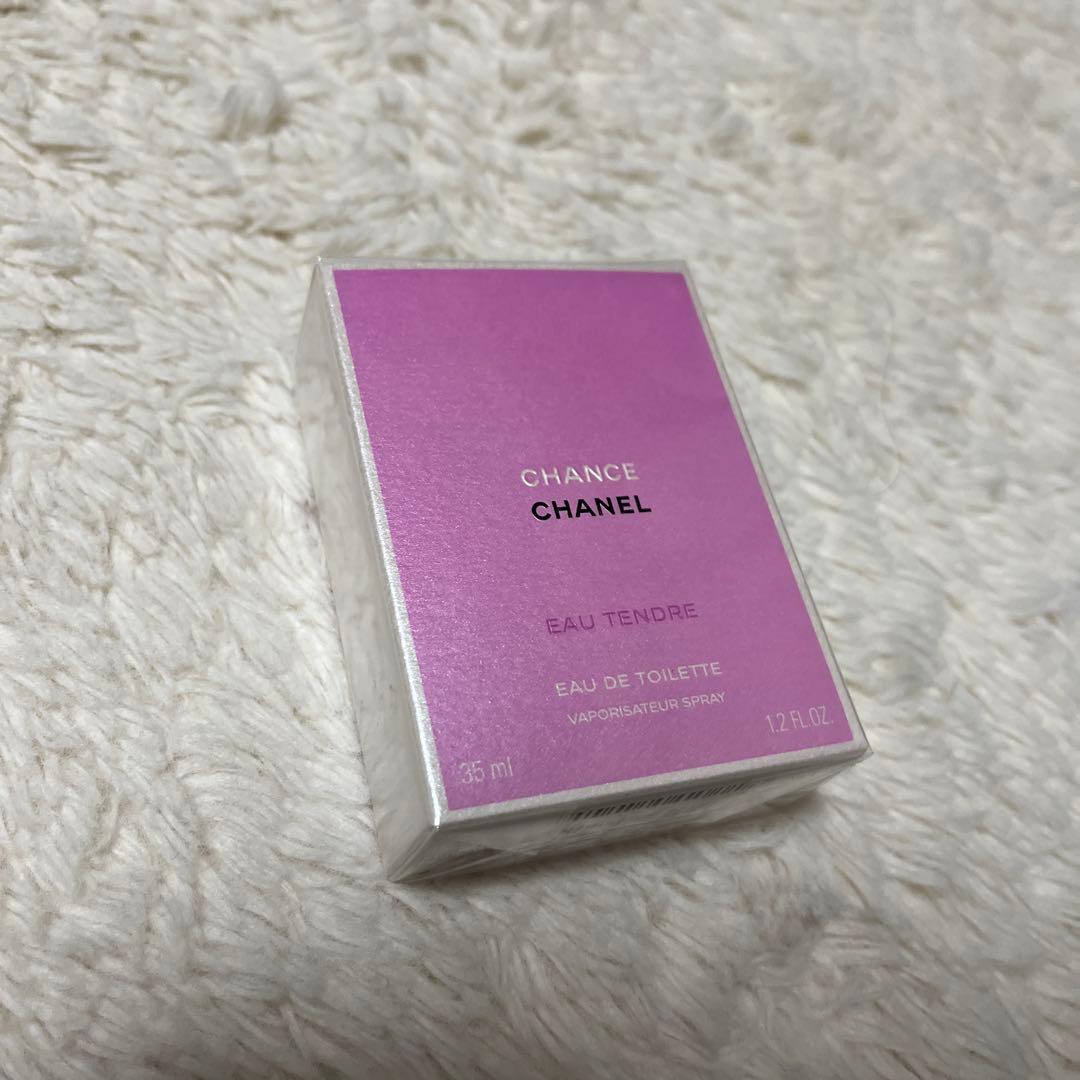 CHANCE
CHANEL
EAU TENDRE
EAU DE TOILETTE
VAPORISATEUR SPRAY
35 ml
1.2 FL.OZ.